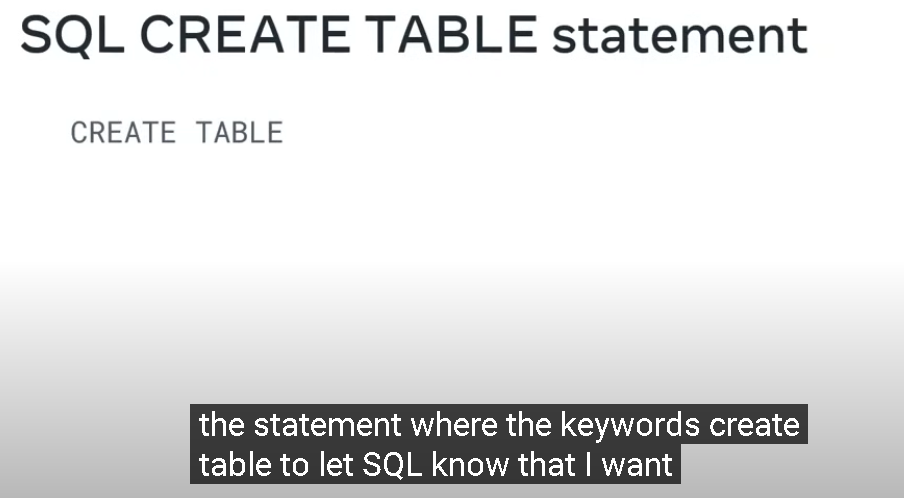 SQL CREATE TABLE statement
CREATE TABLE
the statement where the keywords create
table to let SQL know that I want